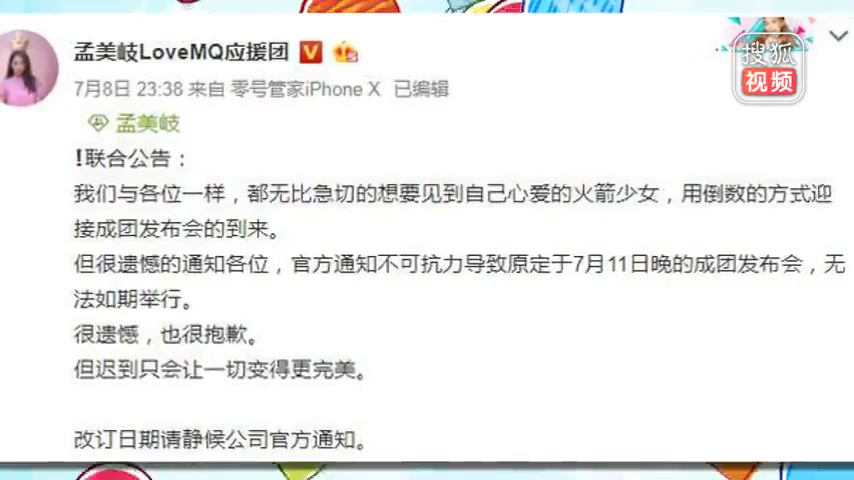 孟美岐LoveMQ应援团
搜狐
视频
7月8日 23:38 来自 零号管家iPhone X 已编辑
孟美岐
!联合公告：
我们与各位一样，都无比急切的想要见到自己心爱的火箭少女，用倒数的方式迎
接成团发布会的到来。
但很遗憾的通知各位，官方通知不可抗力导致原定于7月11日晚的成团发布会，无
法如期举行。
很遗憾，也很抱歉。
但迟到只会让一切变得更完美。
改订日期请静候公司官方通知。